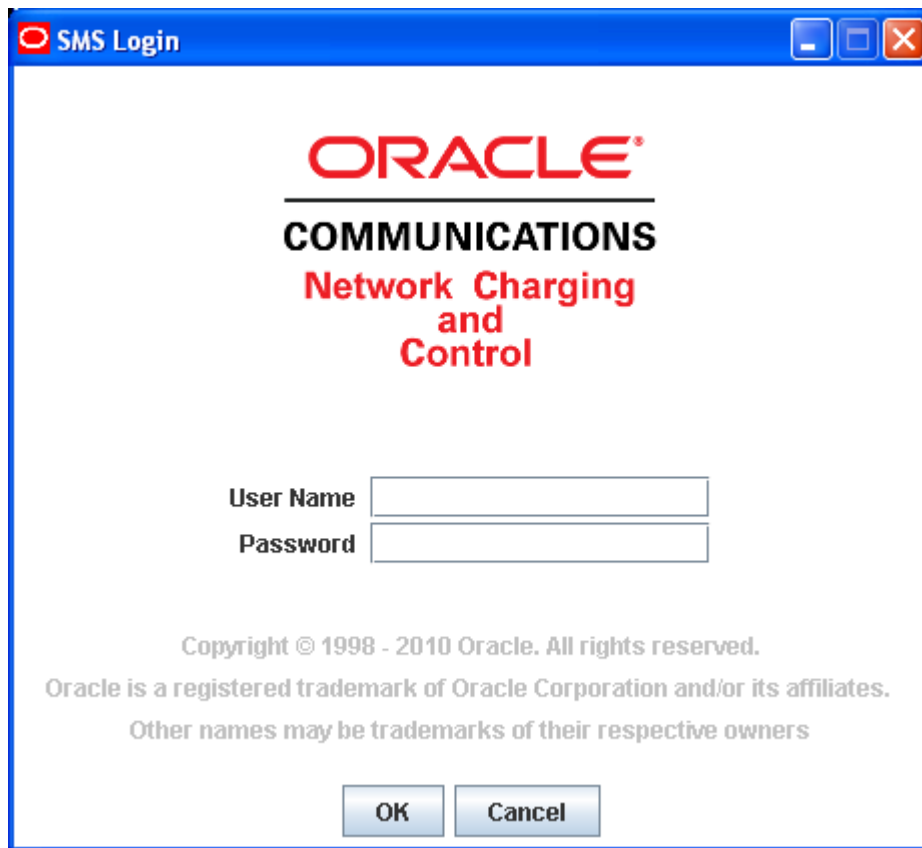 SMS Login
ORACLE®
COMMUNICATIONS
Network Charging
and
Control
User Name
Password
Copyright © 1998 - 2010 Oracle. All rights reserved.
Oracle is a registered trademark of Oracle Corporation and/or its affiliates.
Other names may be trademarks of their respective owners
OK Cancel